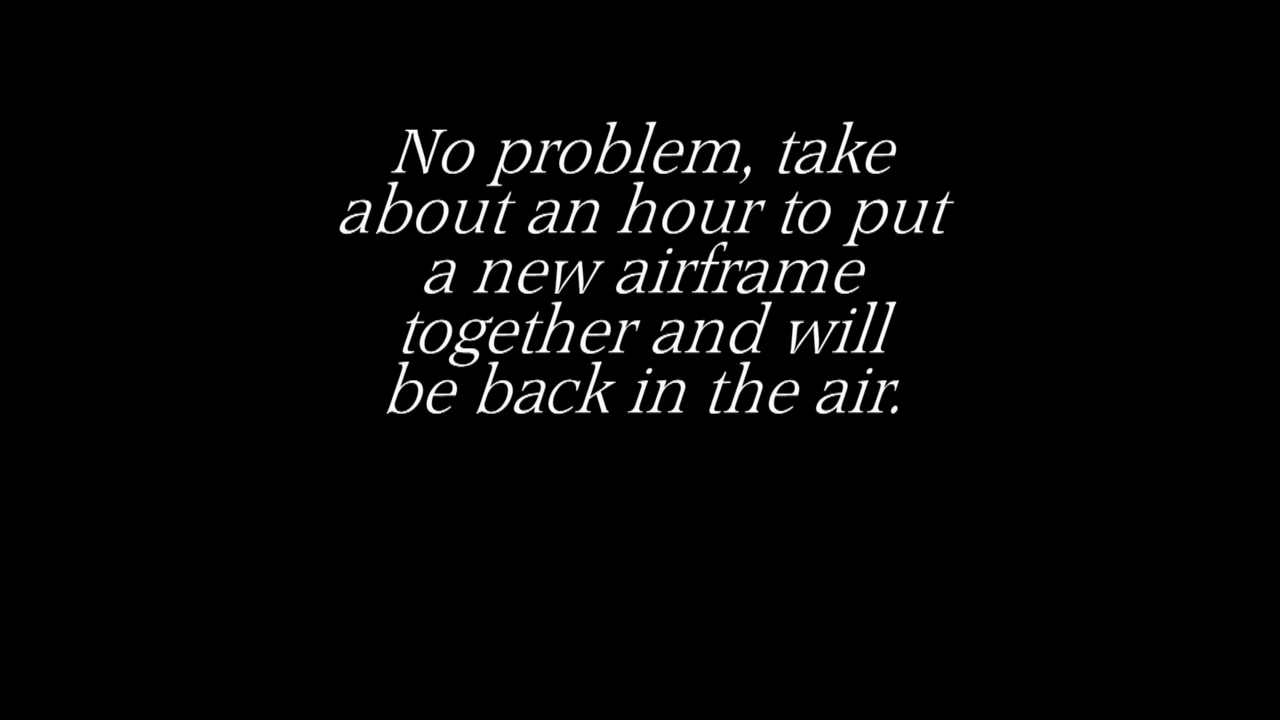 No problem, take
about an hour to put
a new airframe
together and will
be back in the air.